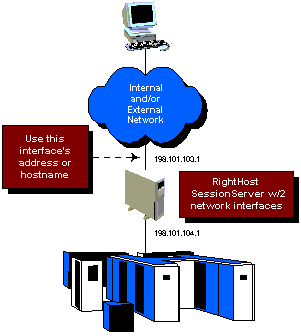 Internal
and/or
External
Network
Use this
interface's
address or
hostname
198.101.103.1
RightHost
SessionServer w/2
network interfaces
198.101.104.1